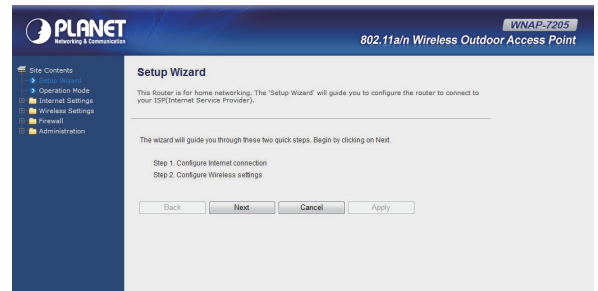 PLANET
Networking & Communication
WNAP-7205
802.11a/n Wireless Outdoor Access Point
Site Contents
Setup Wizard
Operation Mode
Internet Settings
Wireless Settings
Firewall
Administration
Setup Wizard
This Router is for home networking. The 'Setup Wizard' will guide you to configure the router to connect to
your ISP(Internet Service Provider).
The wizard will guide you through these two quick steps. Begin by clicking on Next.
Step 1. Configure Internet connection
Step 2. Configure Wireless settings
Back
Next
Cancel
Apply